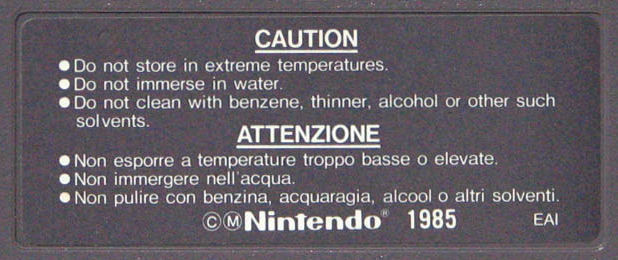 CAUTION
● Do not store in extreme temperatures.
● Do not immerse in water.
● Do not clean with benzene, thinner, alcohol or other such
solvents.
ATTENZIONE
● Non esporre a temperature troppo basse o elevate.
● Non immergere nell'acqua.
● Non pulire con benzina, acquaragia, alcool o altri solventi.
ⒸⓂNintendo® 1985 EAI